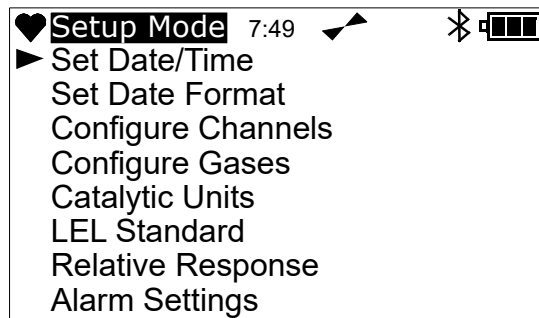 Setup Mode 7:49
Set Date/Time
Set Date Format
Configure Channels
Configure Gases
Catalytic Units
LEL Standard
Relative Response
Alarm Settings